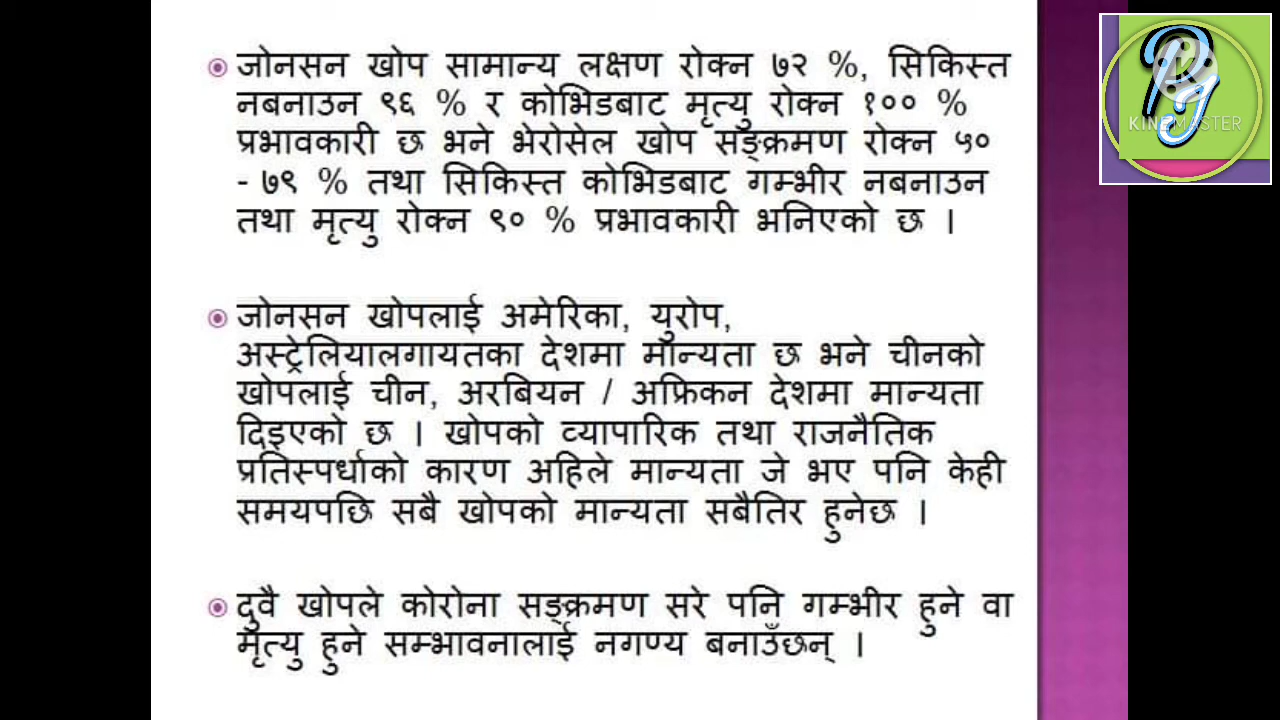 जोनसन खोप सामान्य लक्षण रोक्न ७२ %, सिकिस्त
नबनाउन ९६ % र कोभिडबाट मृत्यु रोक्न १०० %
प्रभावकारी छ भने भेरोसेल खोप सङ्क्रमण रोक्न ५०
- ७९ % तथा सिकिस्त कोभिडबाट गम्भीर नबनाउन
तथा मृत्यु रोक्न ९० % प्रभावकारी भनिएको छ ।
जोनसन खोपलाई अमेरिका, युरोप,
अस्ट्रेलियालगायतका देशमा मान्यता छ भने चीनको
खोपलाई चीन, अरबियन / अफ्रिकन देशमा मान्यता
दिइएको छ । खोपको व्यापारिक तथा राजनैतिक
प्रतिस्पर्धाको कारण अहिले मान्यता जे भए पनि केही
समयपछि सबै खोपको मान्यता सबैतिर हुनेछ ।
दुवै खोपले कोरोना सङ्क्रमण सरे पनि गम्भीर हुने वा
मृत्यु हुने सम्भावनालाई नगण्य बनाउँछन् ।
K
KINEMASTER